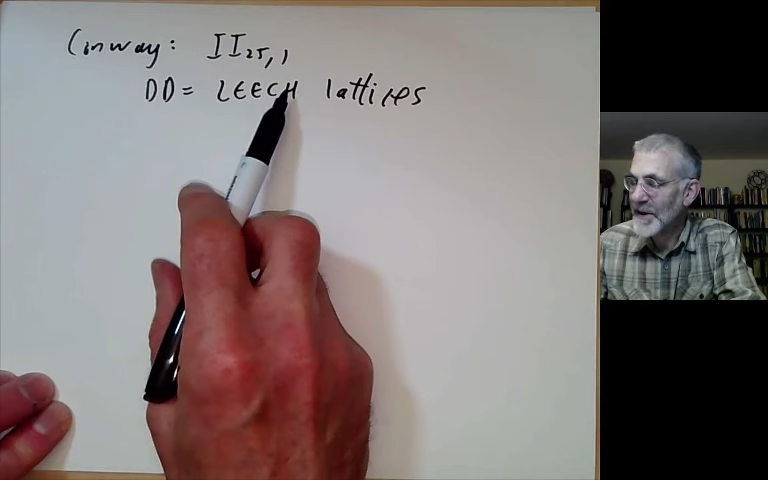 Conway: II25,1
DD = LEECH lattices